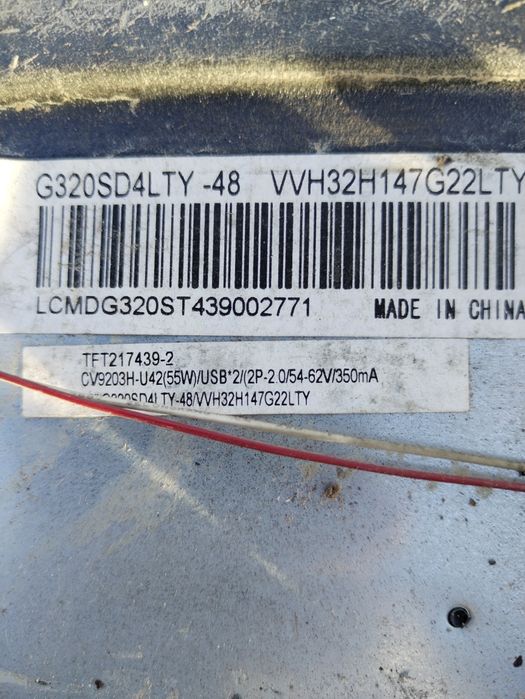 G320SD4LTY -48 VVH32H147G22LTY
LCMDG320ST439002771 MADE IN CHINA
TFT217439-2
CV9203H-U42(55W)/USB*2/(2P-2.0/54-62V/350mA
G320SD4LTY-48/VVH32H147G22LTY